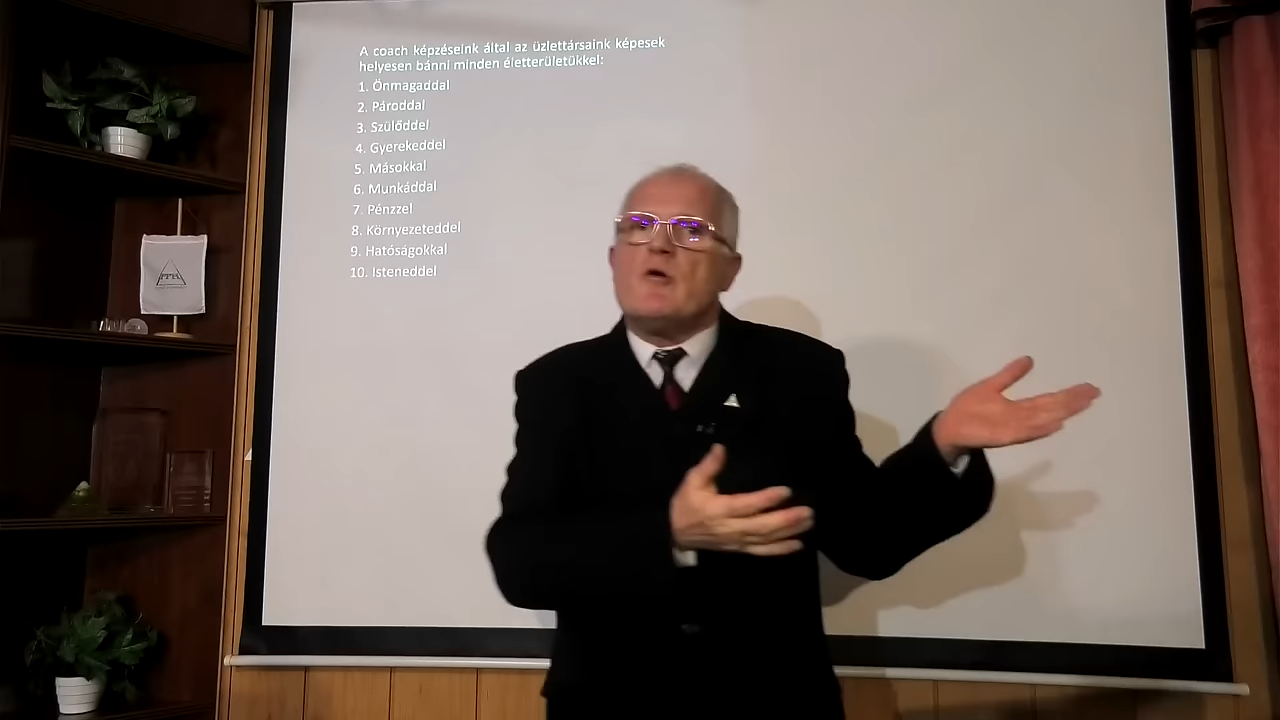 A coach képzéseink által az üzlettársaink képesek
helyesen bánni minden életterületükkel:
1. Önmagaddal
2. Pároddal
3. Szülőddel
4. Gyerekeddel
5. Másokkal
6. Munkáddal
7. Pénzzel
8. Környezeteddel
9. Hatóságokkal
10. Isteneddel